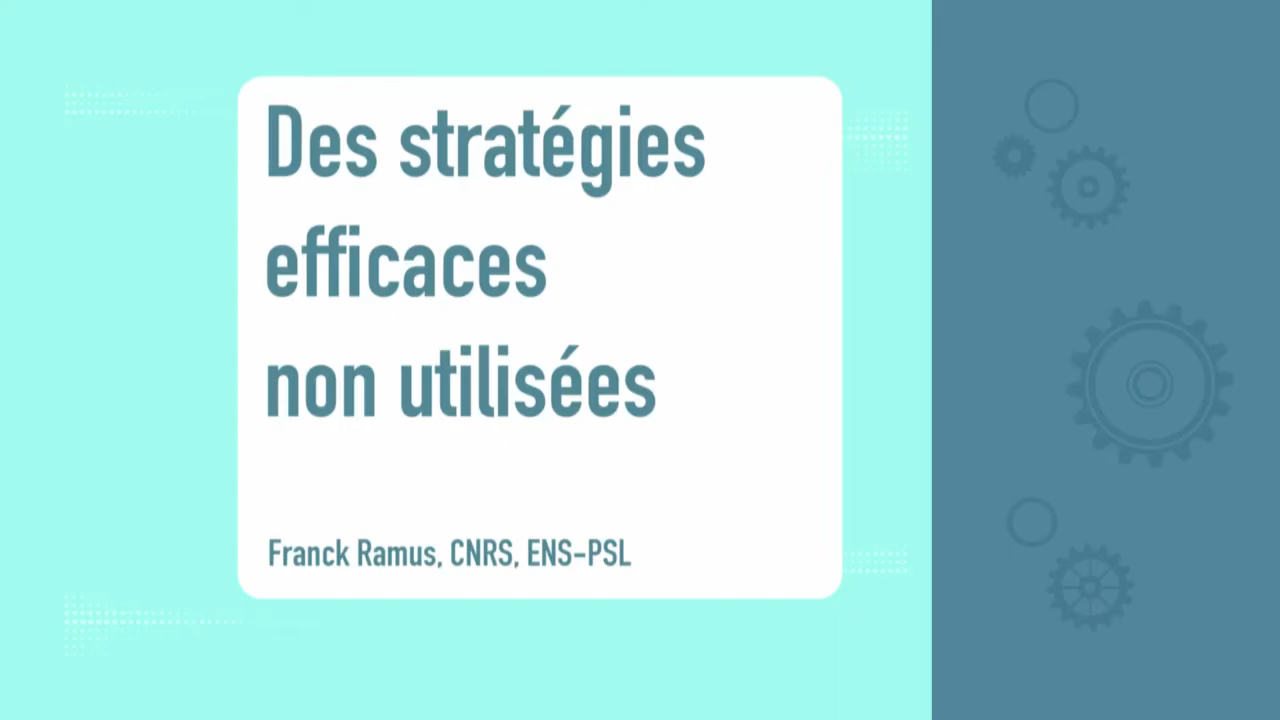 Des stratégies
efficaces
non utilisées
Franck Ramus, CNRS, ENS-PSL